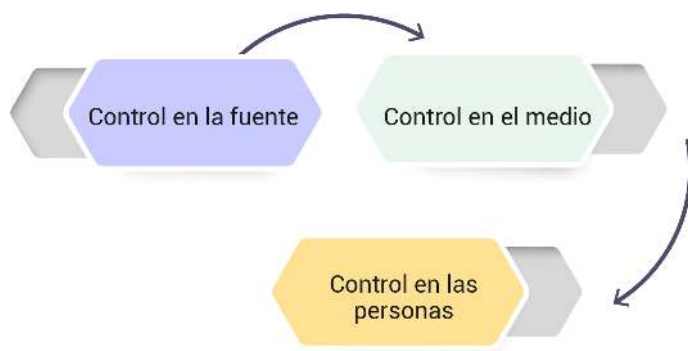 Control en la fuente
Control en el medio
Control en las
personas